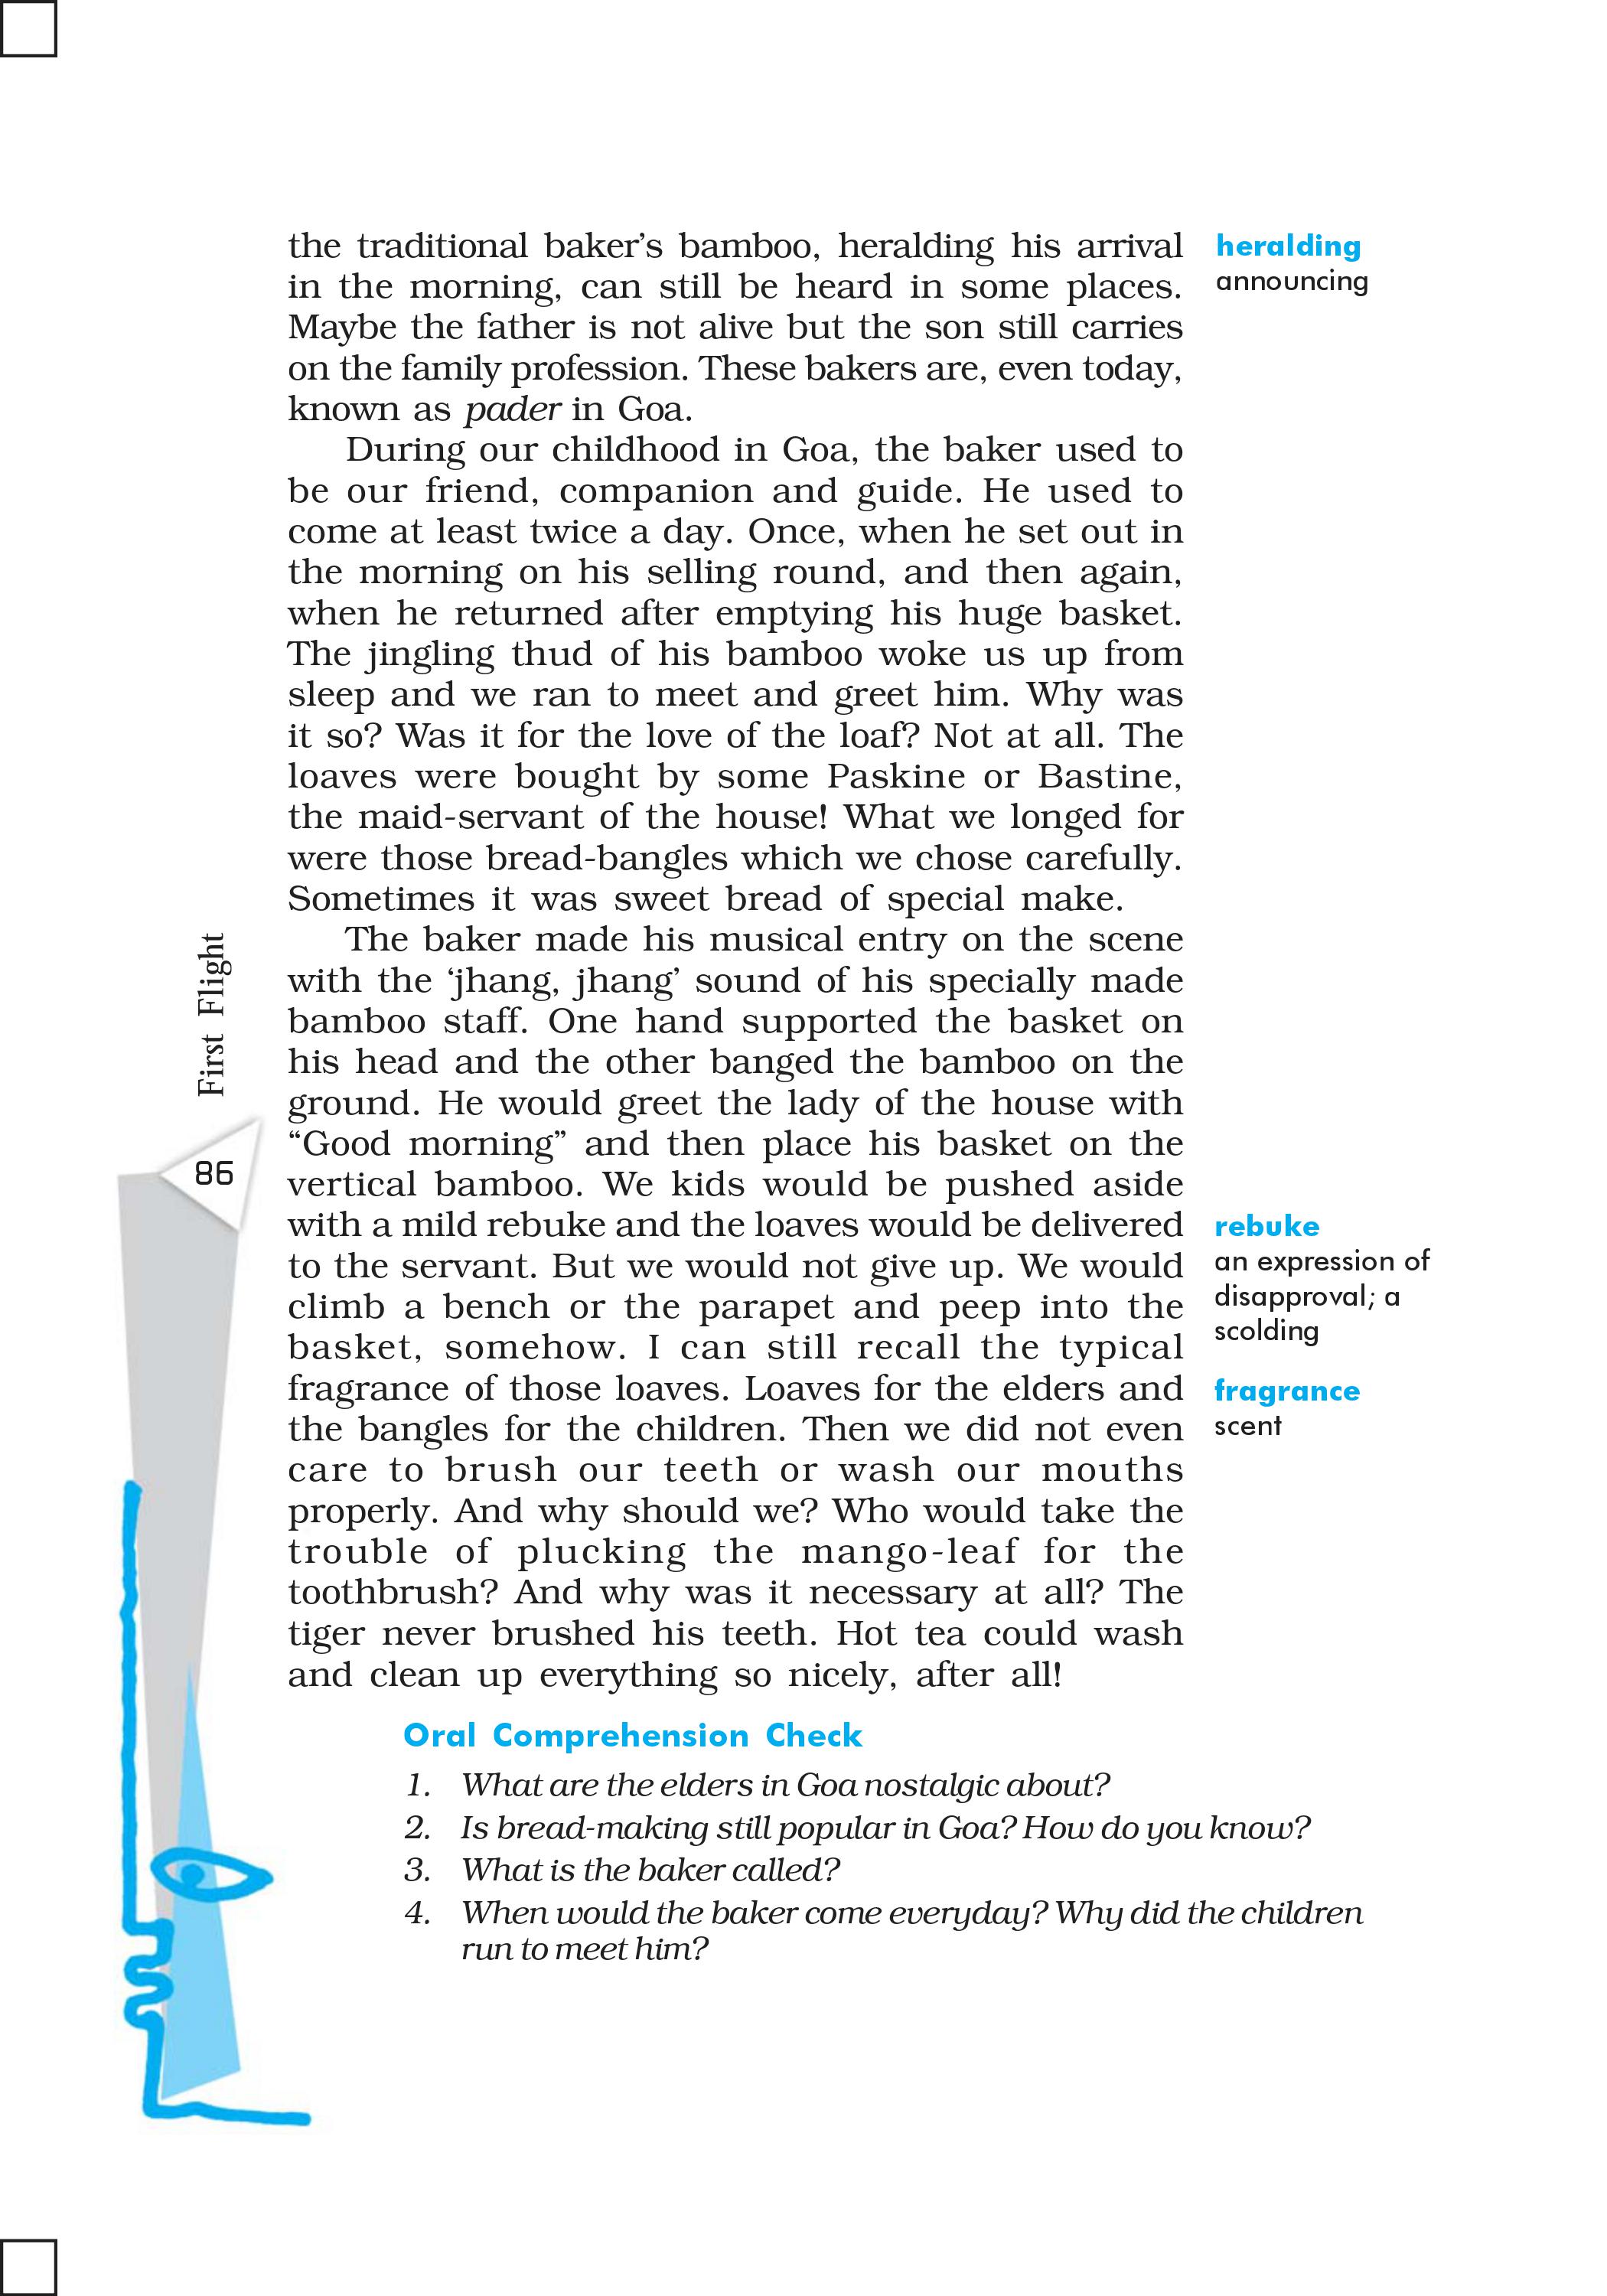 the traditional baker’s bamboo, heralding his arrival
in the morning, can still be heard in some places.
Maybe the father is not alive but the son still carries
on the family profession. These bakers are, even today,
known as pader in Goa.
During our childhood in Goa, the baker used to
be our friend, companion and guide. He used to
come at least twice a day. Once, when he set out in
the morning on his selling round, and then again,
when he returned after emptying his huge basket.
The jingling thud of his bamboo woke us up from
sleep and we ran to meet and greet him. Why was
it so? Was it for the love of the loaf? Not at all. The
loaves were bought by some Paskine or Bastine,
the maid-servant of the house! What we longed for
were those bread-bangles which we chose carefully.
Sometimes it was sweet bread of special make.
The baker made his musical entry on the scene
with the ‘jhang, jhang’ sound of his specially made
bamboo staff. One hand supported the basket on
his head and the other banged the bamboo on the
ground. He would greet the lady of the house with
“Good morning” and then place his basket on the
vertical bamboo. We kids would be pushed aside
with a mild rebuke and the loaves would be delivered
to the servant. But we would not give up. We would
climb a bench or the parapet and peep into the
basket, somehow. I can still recall the typical
fragrance of those loaves. Loaves for the elders and
the bangles for the children. Then we did not even
care to brush our teeth or wash our mouths
properly. And why should we? Who would take the
trouble of plucking the mango-leaf for the
toothbrush? And why was it necessary at all? The
tiger never brushed his teeth. Hot tea could wash
and clean up everything so nicely, after all!
heralding
announcing
rebuke
an expression of
disapproval; a
scolding
fragrance
scent
Oral Comprehension Check
1. What are the elders in Goa nostalgic about?
2. Is bread-making still popular in Goa? How do you know?
3. What is the baker called?
4. When would the baker come everyday? Why did the children
run to meet him?
First Flight
86